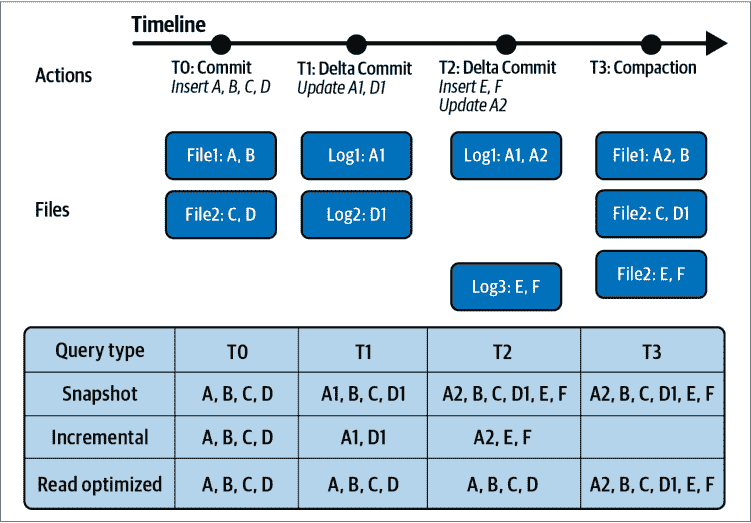 Timeline
Actions
T0: Commit
Insert A, B, C, D
T1: Delta Commit
Update A1, D1
T2: Delta Commit
Insert E, F
Update A2
T3: Compaction
Files
File1: A, B
Log1: A1
Log1: A1, A2
File1: A2, B
File2: C, D
Log2: D1
File2: C, D1
Log3: E, F
File2: E, F
Query type T0 T1 T2 T3
Snapshot A, B, C, D A1, B, C, D1 A2, B, C, D1, E, F A2, B, C, D1, E, F
Incremental A, B, C, D A1, D1 A2, E, F
Read optimized A, B, C, D A, B, C, D A, B, C, D A2, B, C, D1, E, F